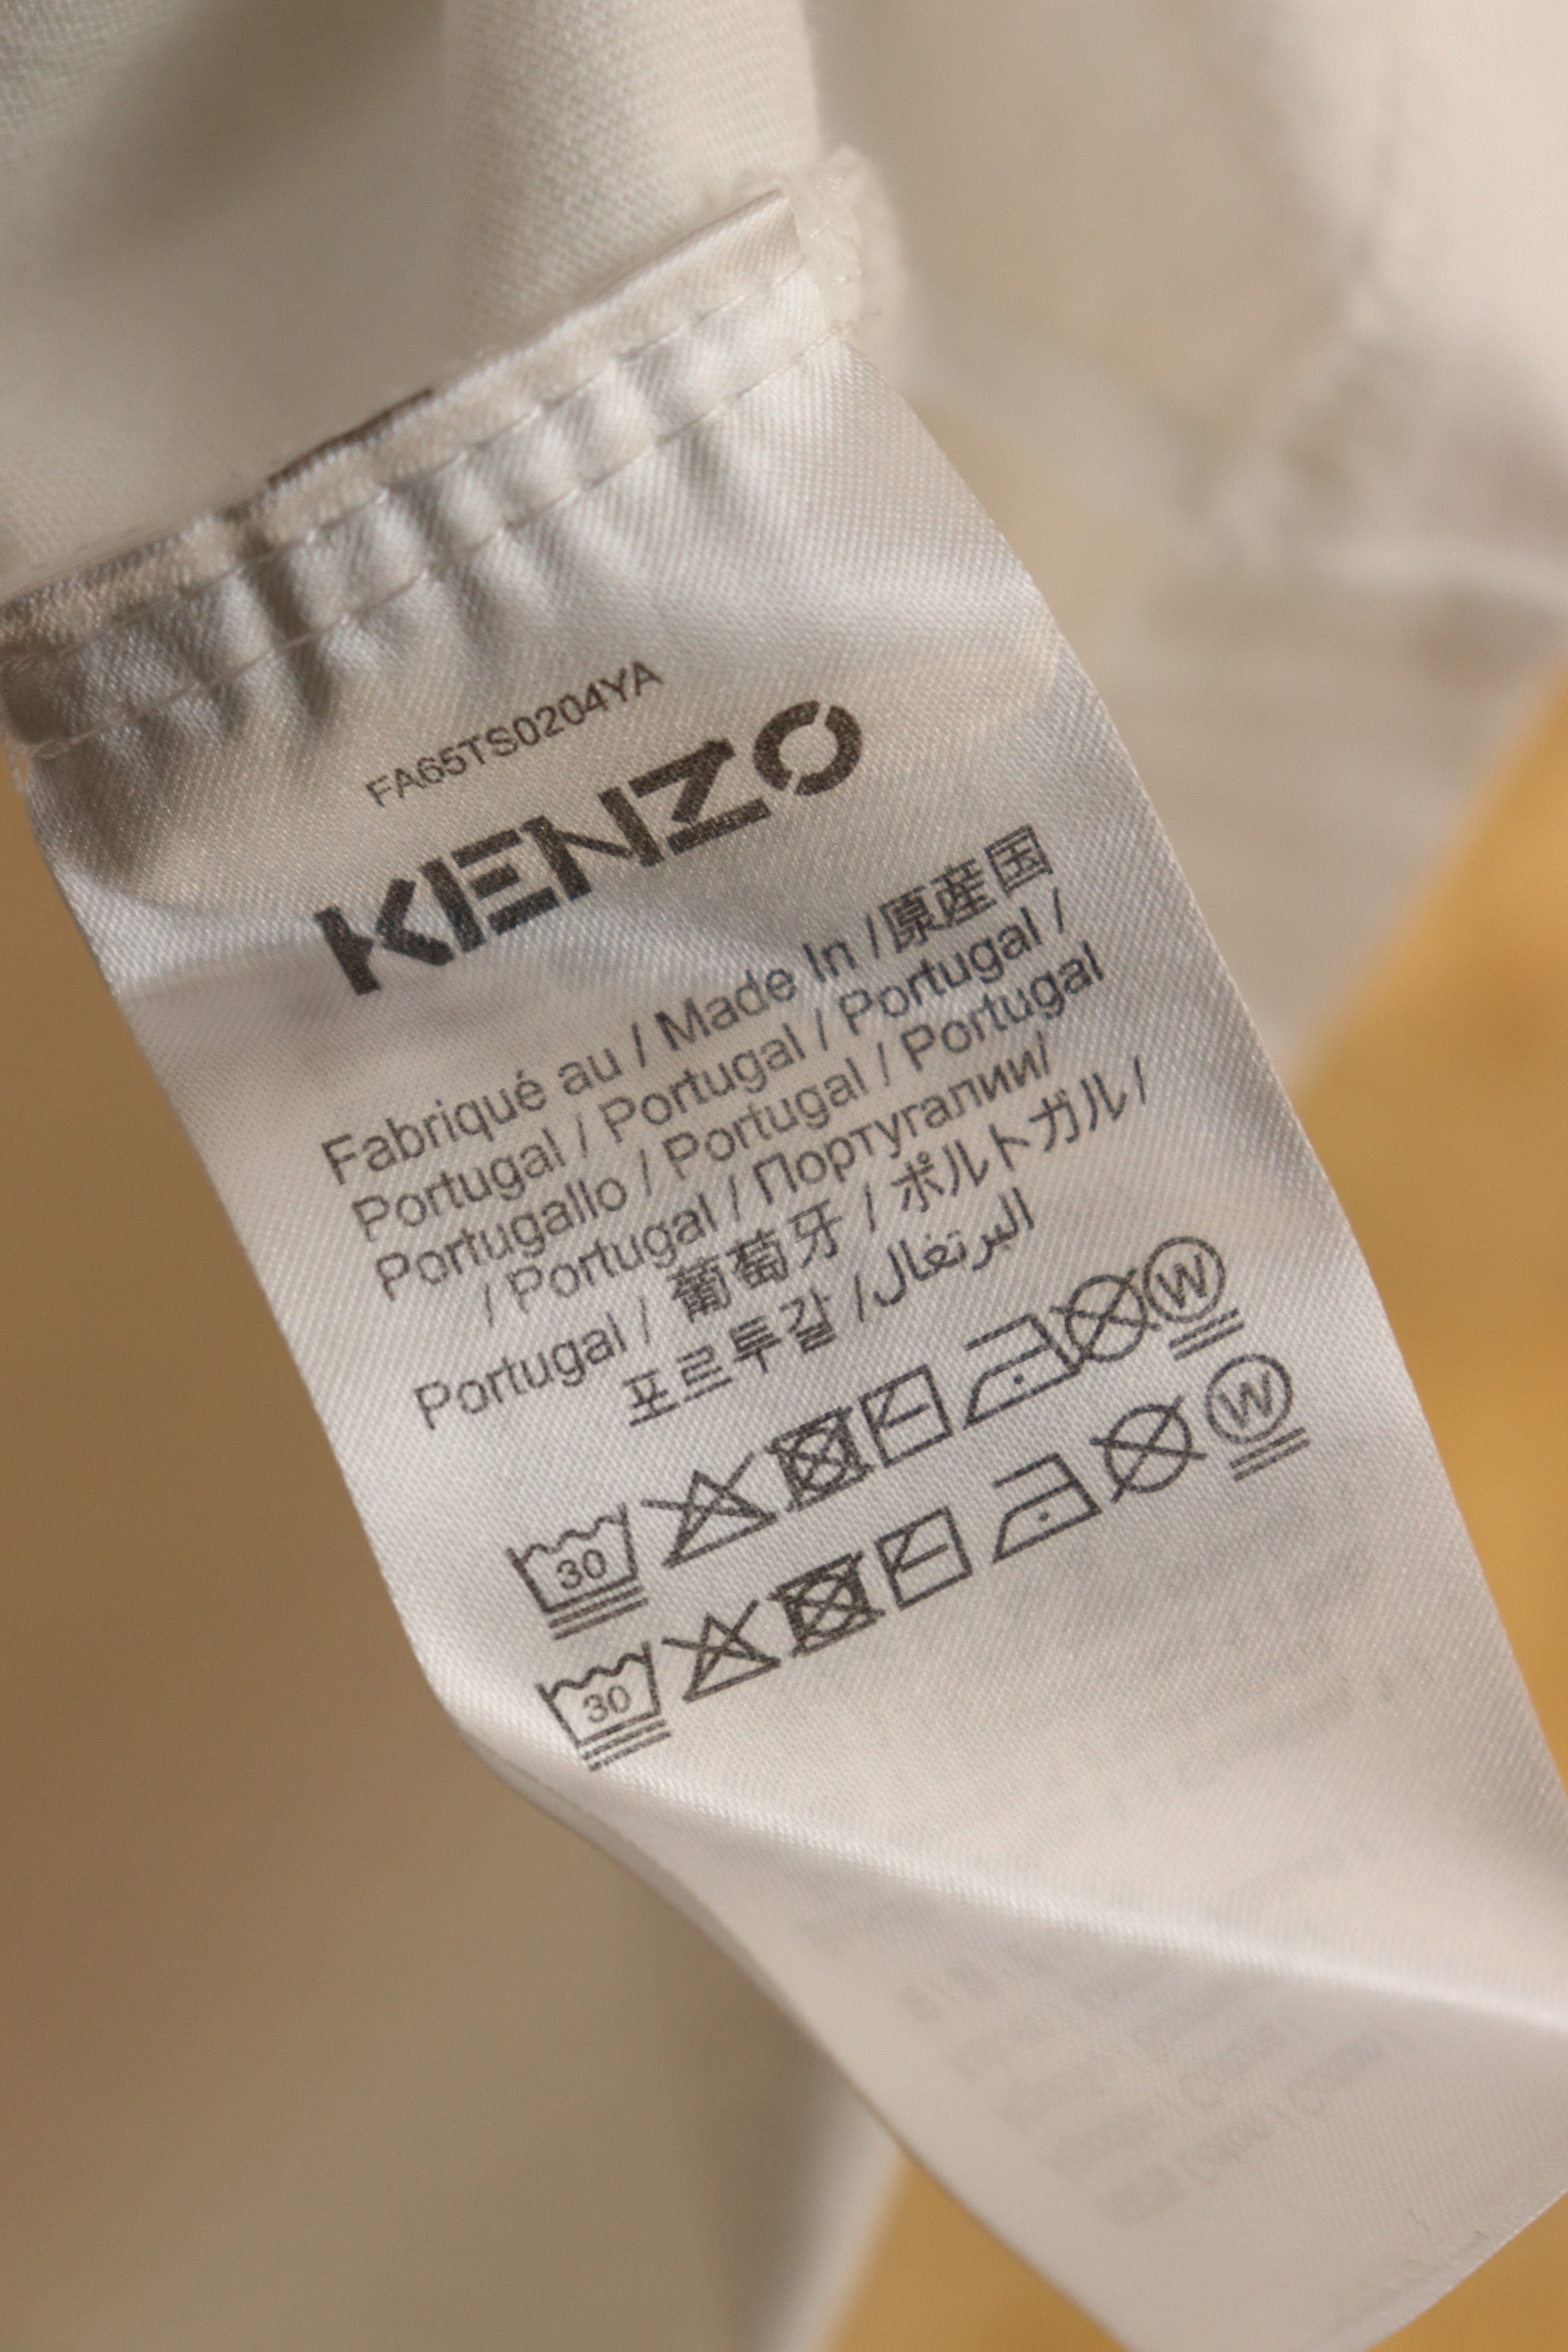 FA65TS0204YA
KENZO
Fabriqué au / Made In /原産国
Portugal / Portugal / Portugal /
Portugallo / Portugal / Portugal
/ Portugal / Португалии/
Portugal / 葡萄牙 / ポルトガル /
포르투갈 /البرتغال
30 W
30 W